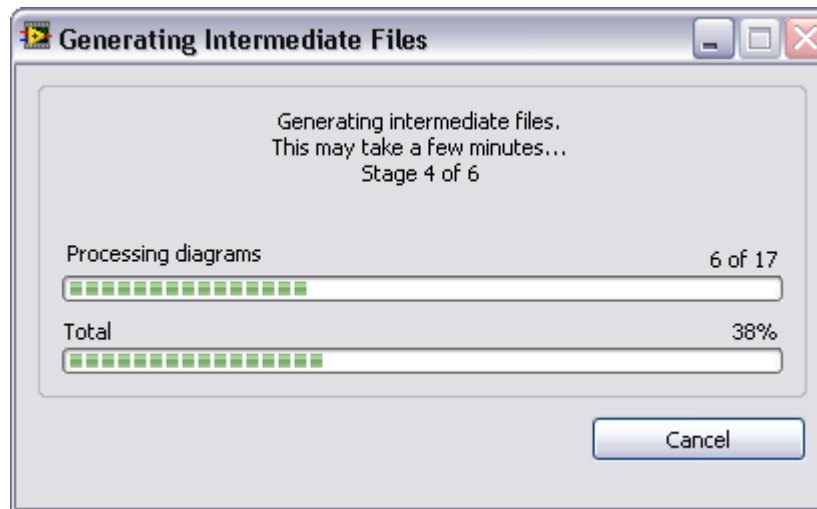 Generating Intermediate Files
Generating intermediate files.
This may take a few minutes...
Stage 4 of 6
Processing diagrams 6 of 17
Total 38%
Cancel